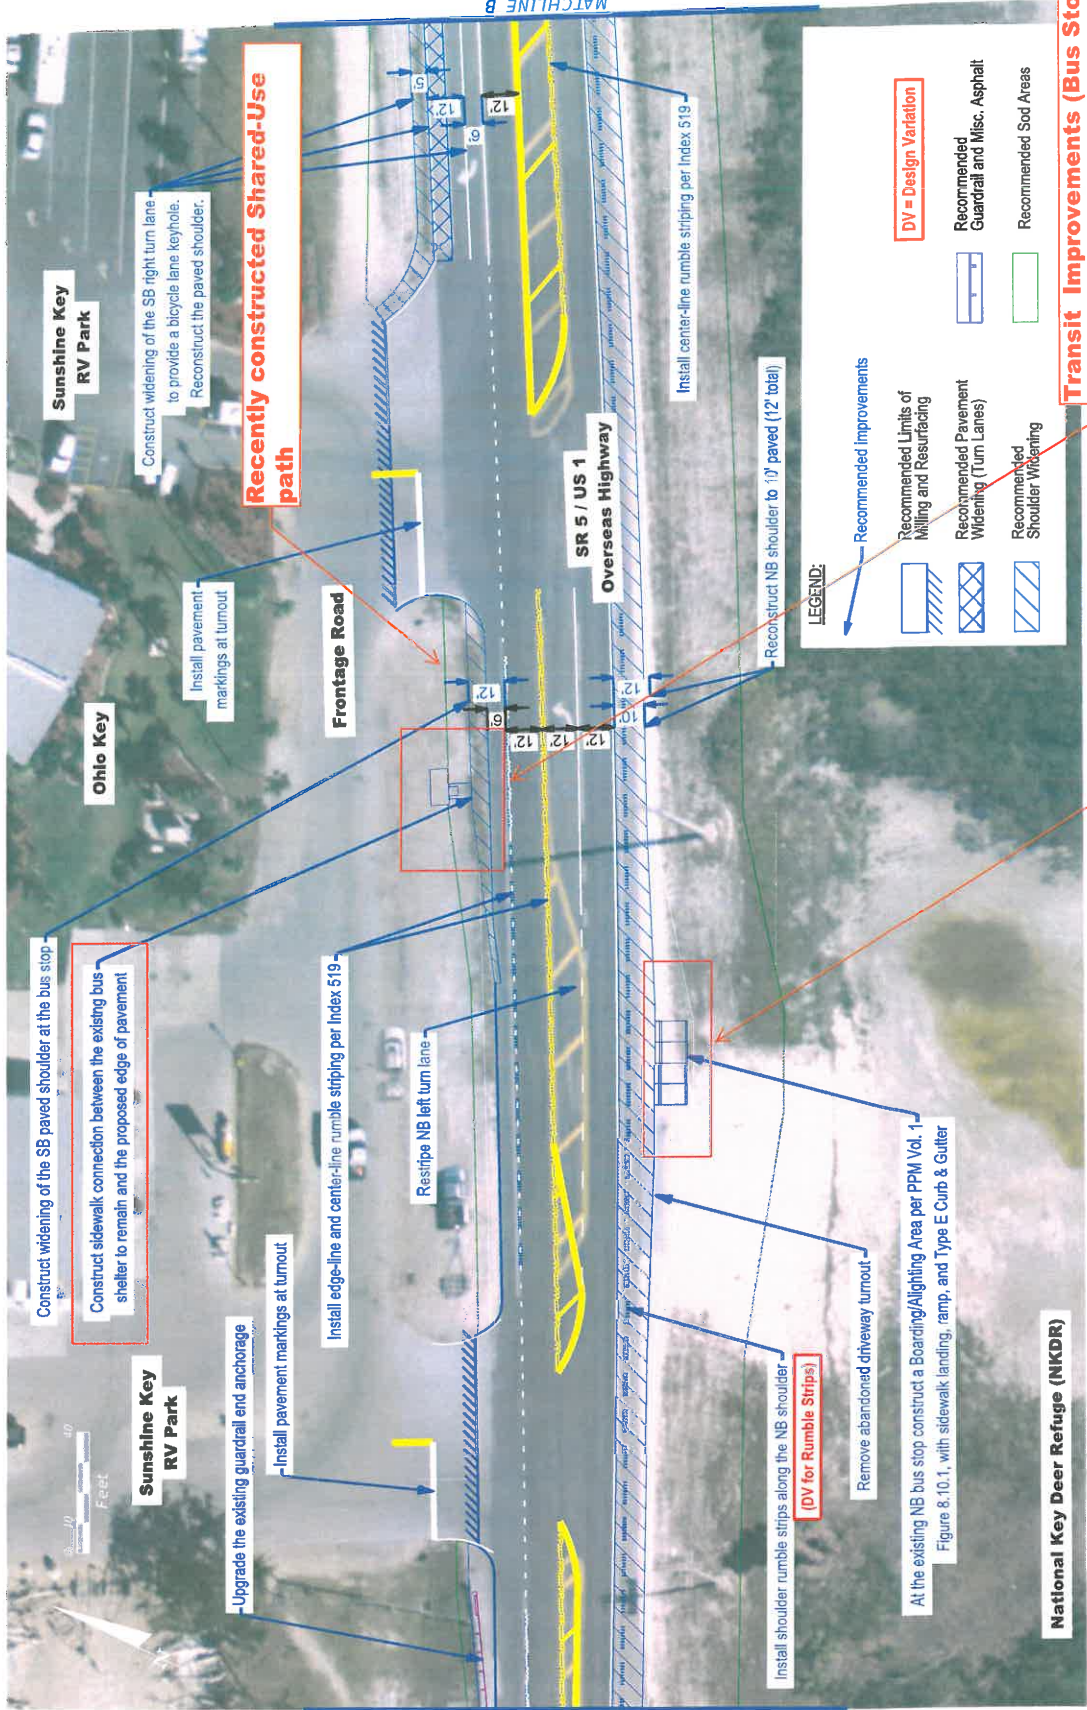 MATCHLINE B
Sunshine Key
RV Park
Construct widening of the SB right turn lane
to provide a bicycle lane keyhole.
Reconstruct the paved shoulder.
Recently constructed Shared-Use
path
5'
12'
6'
12'
Install center-line rumble striping per Index 519
Install pavement
markings at turnout
Ohio Key
Frontage Road
SR 5 / US 1
Overseas Highway
12'
6'
12'
12'
12'
12'
10'
Reconstruct NB shoulder to 10' paved (12' total)
Construct widening of the SB paved shoulder at the bus stop
Construct sidewalk connection between the existng bus
shelter to remain and the proposed edge of pavement
Install edge-line and center-line rumble striping per Index 519
Restripe NB left turn lane
Sunshine Key
RV Park
Feet
Upgrade the existing guardrail end anchorage
Install pavement markings at turnout
Install shoulder rumble strips along the NB shoulder
(DV for Rumble Strips)
Remove abandoned driveway turnout
At the existing NB bus stop construct a Boarding/Alighting Area per PPM Vol. 1
Figure 8.10.1, with sidewalk landing, ramp, and Type E Curb & Gutter
National Key Deer Refuge (NKDR)
LEGEND:
Recommended Improvements
DV = Design Variation
Recommended Limits of
Milling and Resurfacing
Recommended Pavement
Widening (Turn Lanes)
Recommended
Shoulder Widening
Recommended
Guardrail and Misc. Asphalt
Recommended Sod Areas
Transit Improvements (Bus Sto